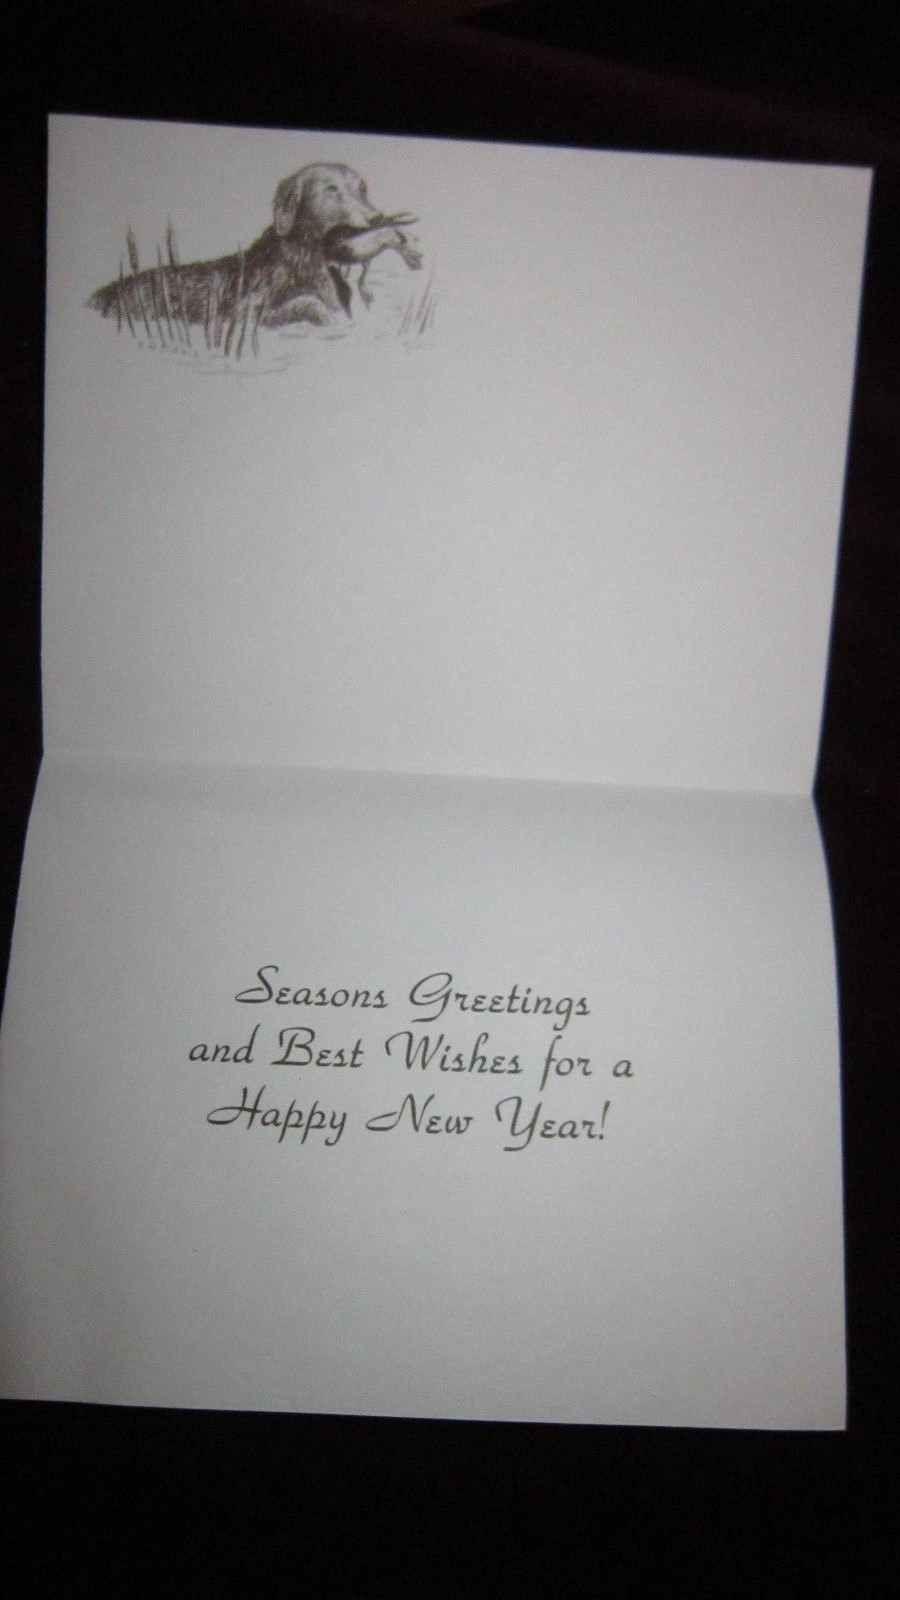 Seasons Greetings
and Best Wishes for a
Happy New Year!